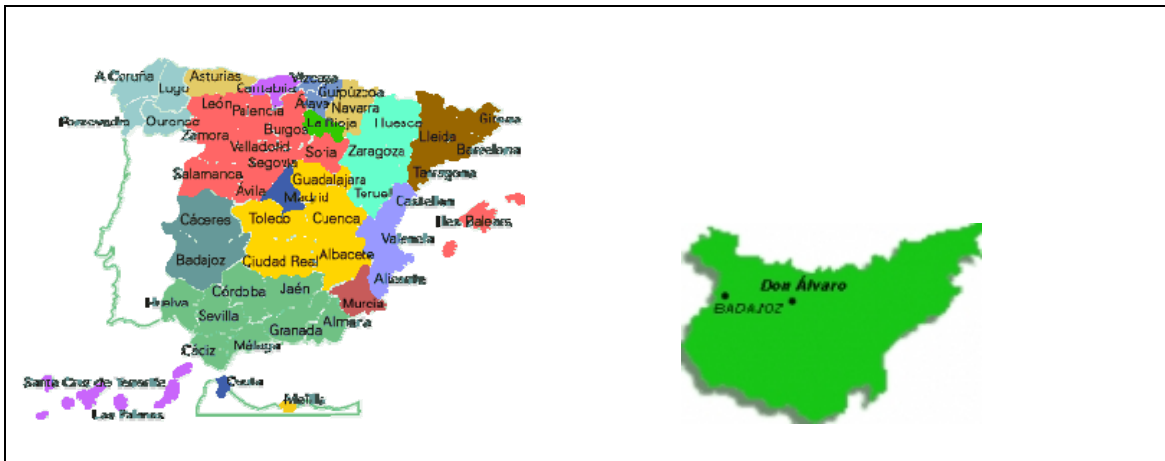 A Coruña
Lugo
Asturias
Cantabria
Vizcaya
Guipúzcoa
Álava
Navarra
León
Palencia
Burgos
La Rioja
Huesca
Lleida
Girona
Barcelona
Pontevedra
Ourense
Zamora
Valladolid
Soria
Zaragoza
Tarragona
Segovia
Salamanca
Ávila
Madrid
Guadalajara
Teruel
Castellon
Illes Balears
Cáceres
Toledo
Cuenca
Valencia
Badajoz
Ciudad Real
Albacete
Alicante
Huelva
Córdoba
Jaén
Murcia
Sevilla
Granada
Almería
Cádiz
Málaga
Santa Cruz de Tenerife
Las Palmas
Ceuta
Melilla
Don Álvaro
BADAJOZ